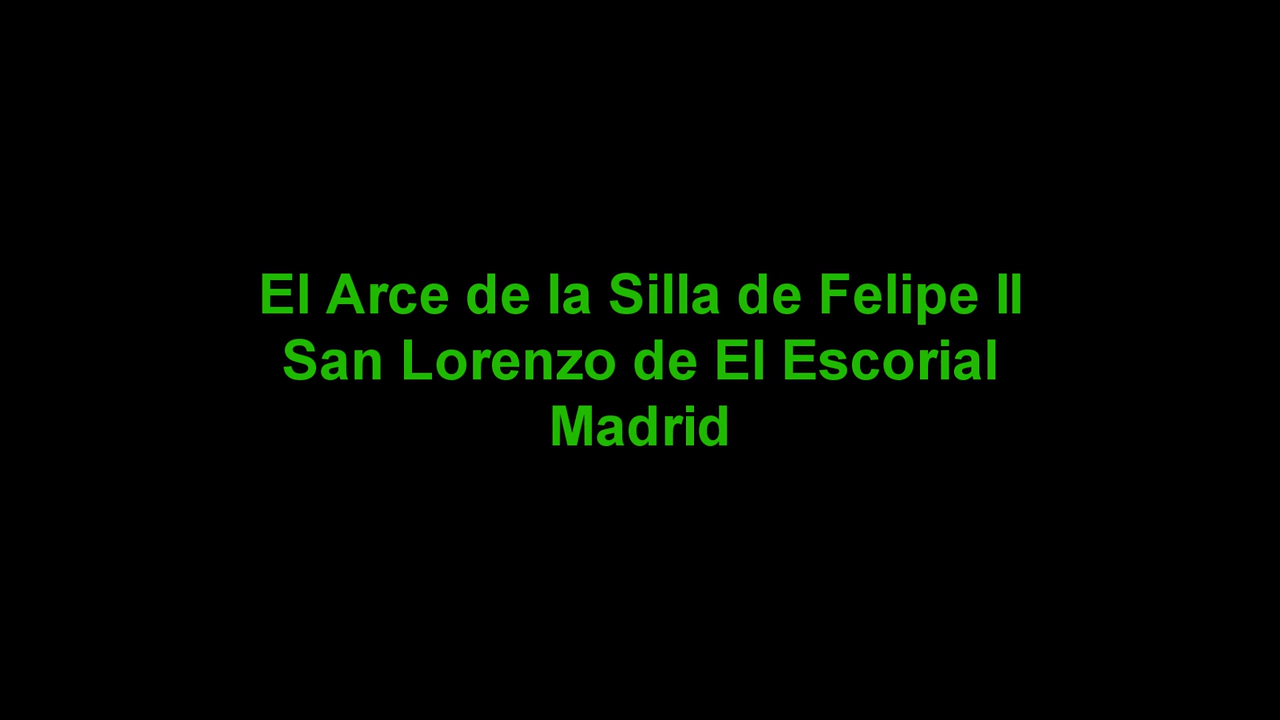 El Arce de la Silla de Felipe II
San Lorenzo de El Escorial
Madrid